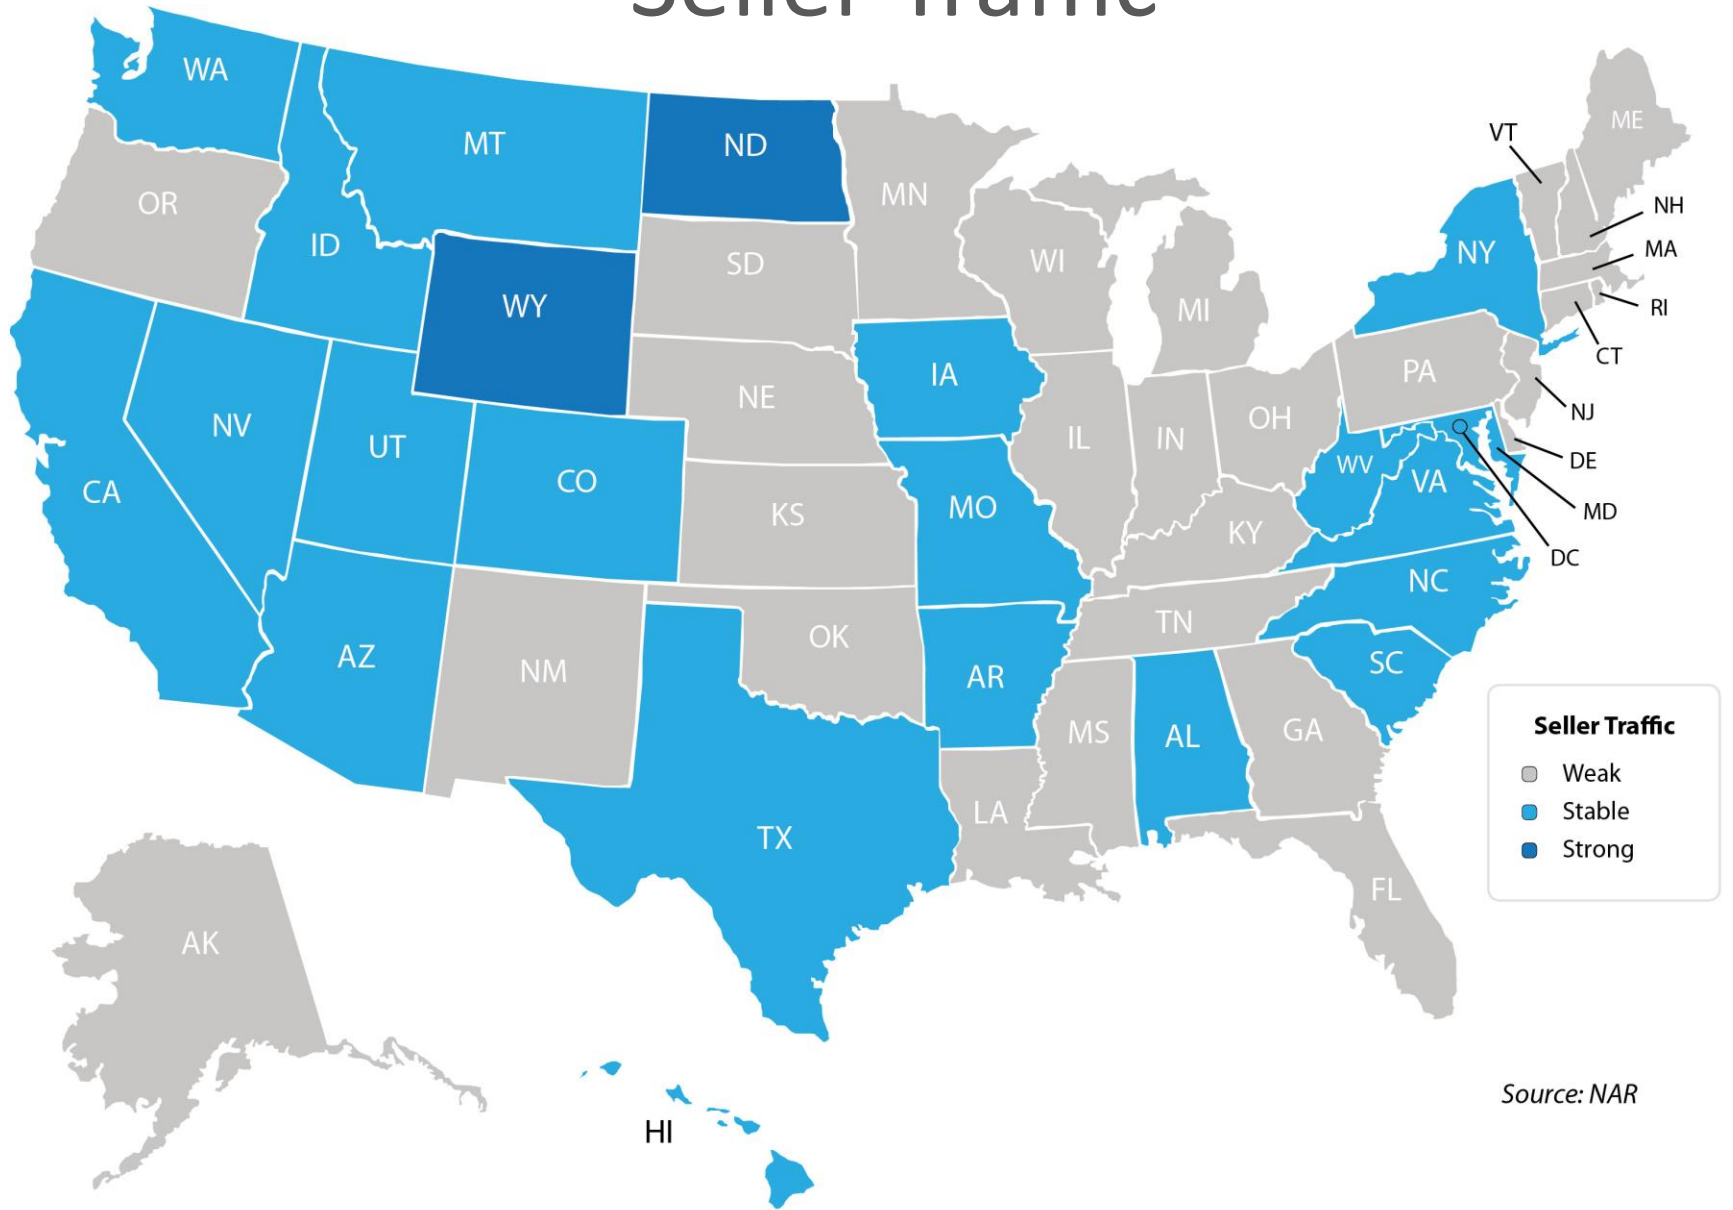 Seller Traffic
WA
MT
ND
MN
ME
VT
OR
ID
SD
WI
MI
NY
NH
MA
RI
CT
WY
IA
NE
PA
NJ
NV
UT
CO
CA
IL
IN
OH
WV
VA
DE
MD
DC
KS
MO
KY
NC
TN
AZ
NM
OK
AR
SC
MS
AL
GA
LA
TX
FL
AK
HI
Seller Traffic
Weak
Stable
Strong
Source: NAR